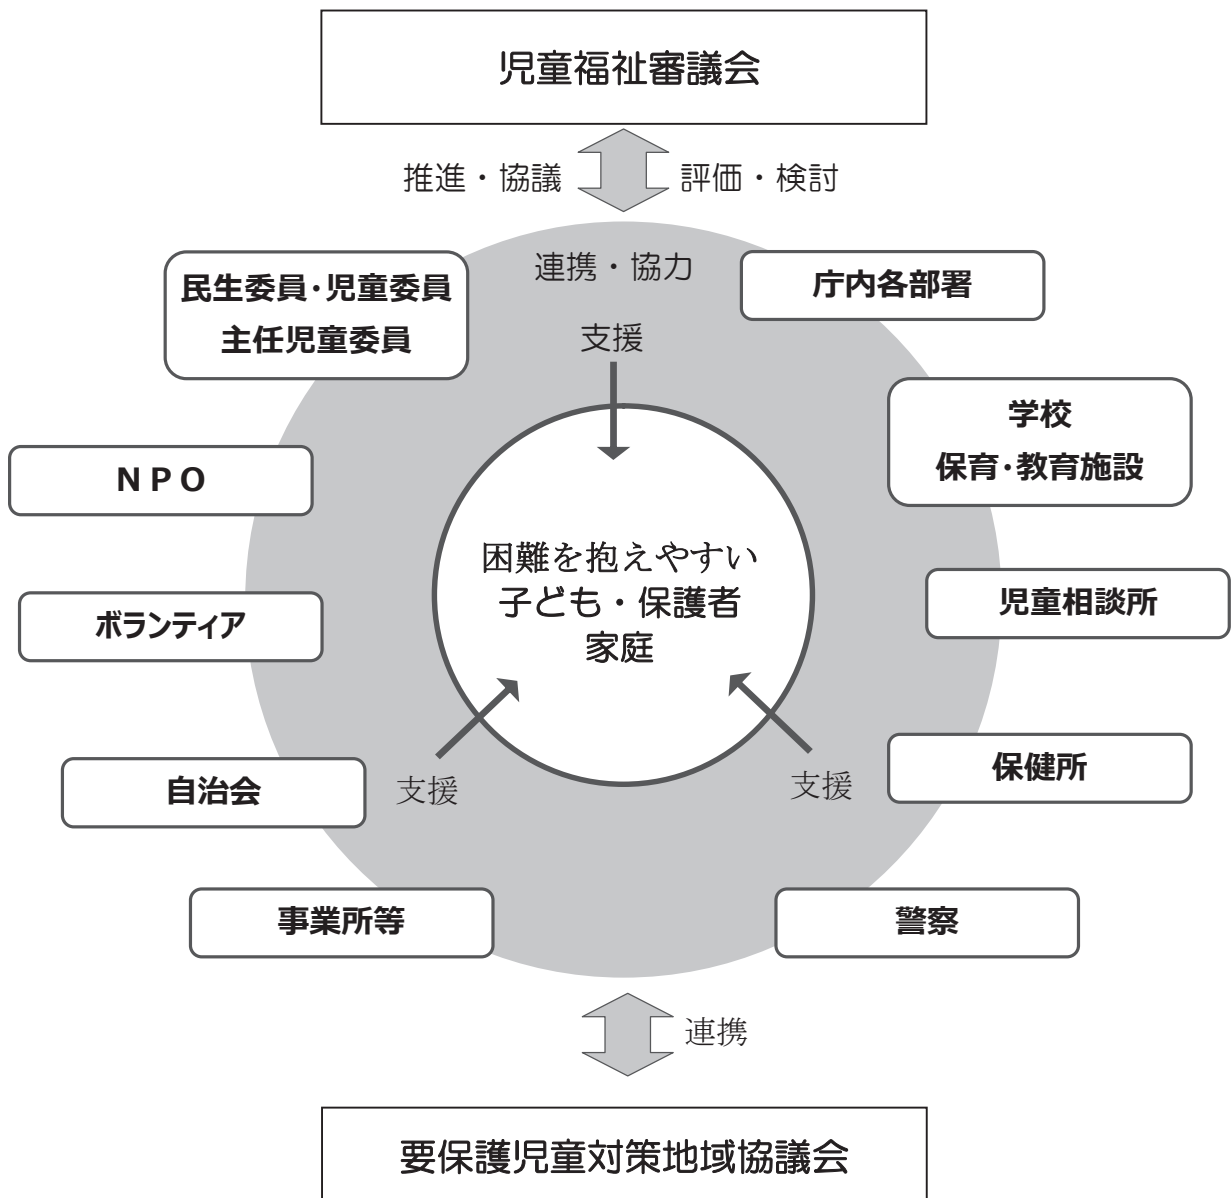 児童福祉審議会
推進・協議
評価・検討
連携・協力
民生委員・児童委員
主任児童委員
庁内各部署
支援
学校
保育・教育施設
NPO
困難を抱えやすい
子ども・保護者
家庭
ボランティア
児童相談所
自治会
支援
支援
保健所
事業所等
警察
連携
要保護児童対策地域協議会